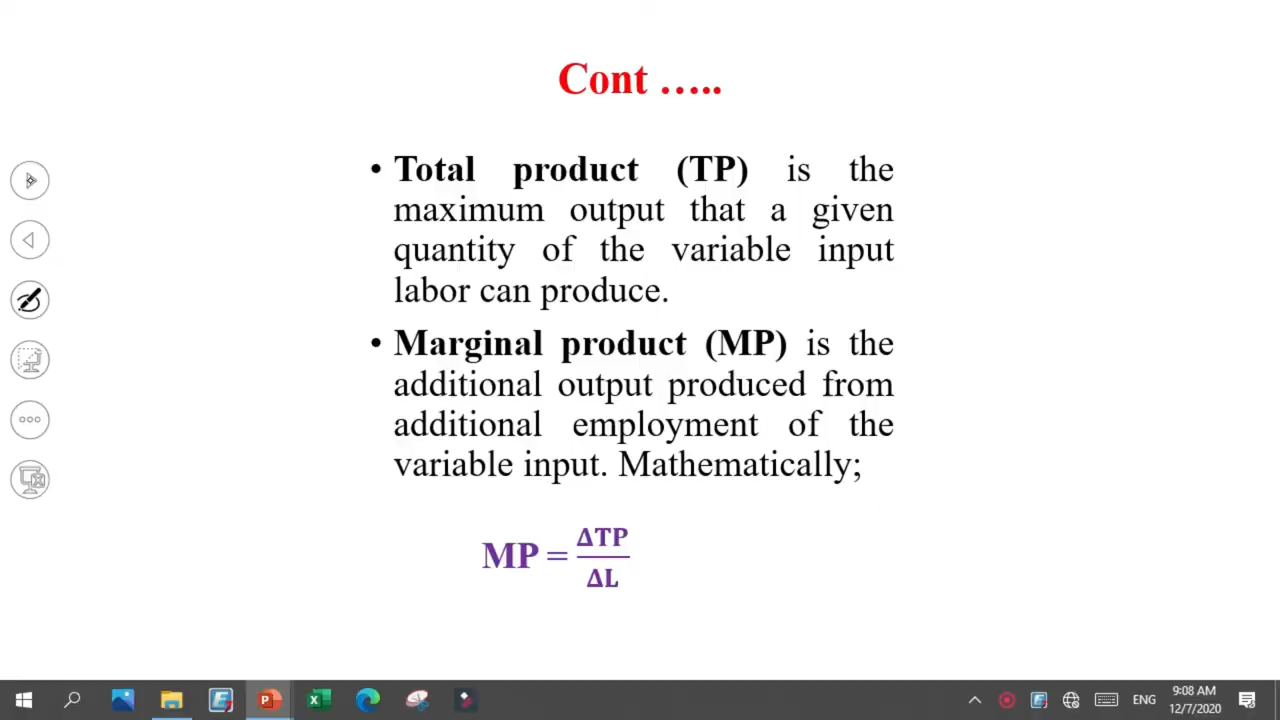 Cont …..
• Total product (TP) is the
maximum output that a given
quantity of the variable input
labor can produce.
• Marginal product (MP) is the
additional output produced from
additional employment of the
variable input. Mathematically;
MP = ΔTP
ΔL
ENG
9:08 AM
12/7/2020